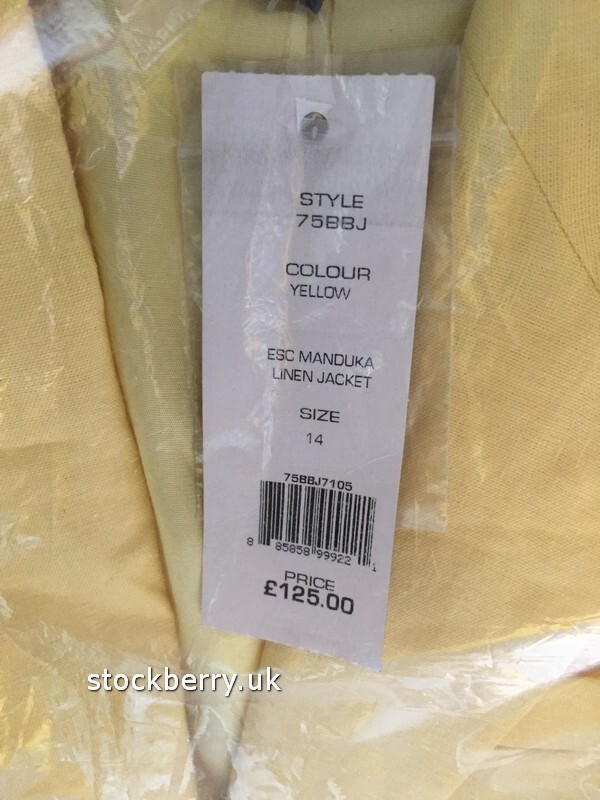 STYLE
75BBJ
COLOUR
YELLOW
ESC MANDUKA
LINEN JACKET
SIZE
14
75BBJ7105
8 85858 99922 1
PRICE
£125.00
stockberry.uk